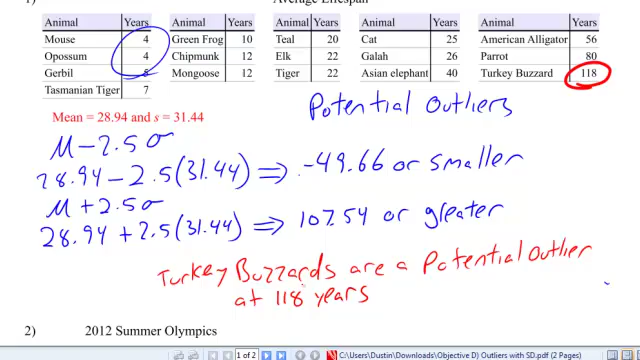 1)
Average Lifespan
Animal Years Animal Years Animal Years Animal Years Animal Years
Mouse 4 Green Frog 10 Teal 20 Cat 25 American Alligator 56
Opossum 4 Chipmunk 12 Elk 22 Galah 26 Parrot 80
Gerbil 5 Mongoose 12 Tiger 22 Asian elephant 40 Turkey Buzzard 118
Tasmanian Tiger 7
Mean = 28.94 and s = 31.44
Potential Outliers
μ - 2.5σ
28.94 - 2.5(31.44) ⇒ -49.66 or smaller
μ + 2.5σ
28.94 + 2.5(31.44) ⇒ 107.54 or greater
Turkey Buzzards are a Potential Outlier
at 118 years
2) 2012 Summer Olympics
1 of 2 C:\Users\Dustin\Downloads\Objective D) Outliers with SD.pdf (2 Pages)